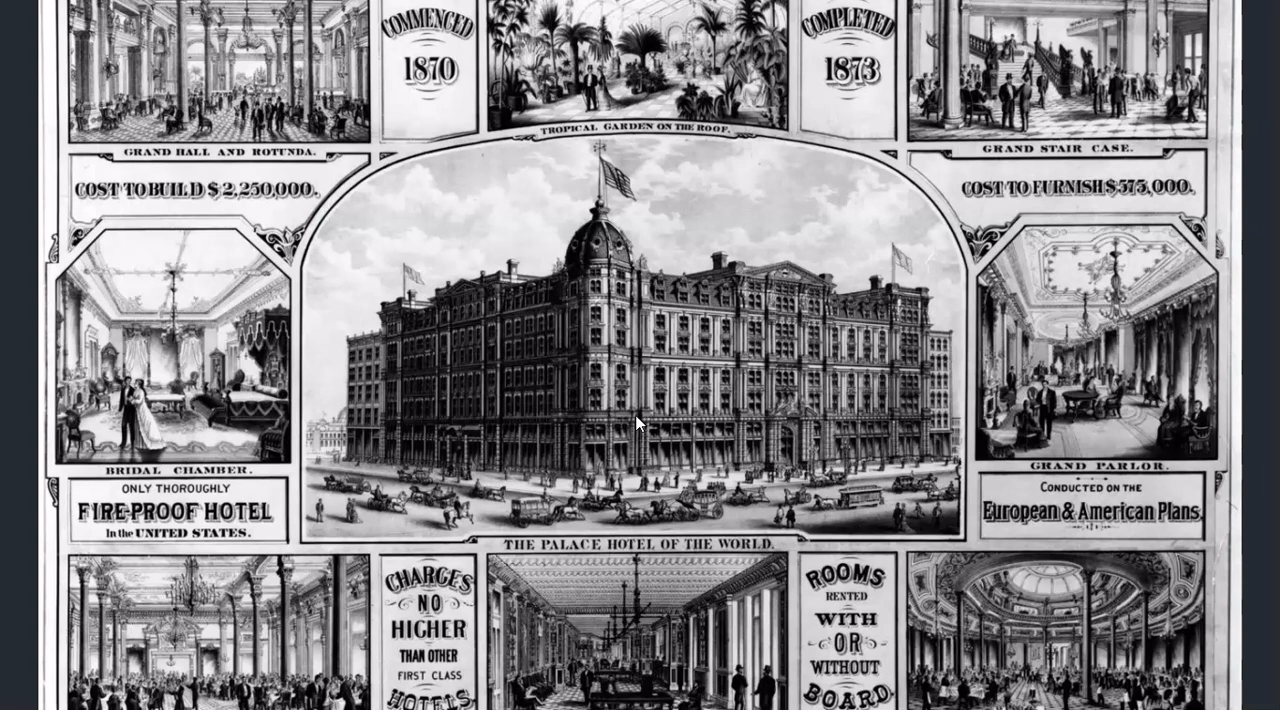 COMMENCED
1870
COMPLETED
1873
TROPICAL GARDEN ON THE ROOF.
GRAND HALL AND ROTUNDA.
GRAND STAIR CASE.
COST TO BUILD $2,250,000.
COST TO FURNISH $575,000.
BRIDAL CHAMBER.
GRAND PARLOR.
ONLY THOROUGHLY
FIRE-PROOF HOTEL
In the UNITED STATES.
CONDUCTED ON THE
European & American Plans.
THE PALACE HOTEL OF THE WORLD.
CHARGES
NO
HIGHER
THAN OTHER
FIRST CLASS
HOTELS
ROOMS
RENTED
WITH
OR
WITHOUT
BOARD.